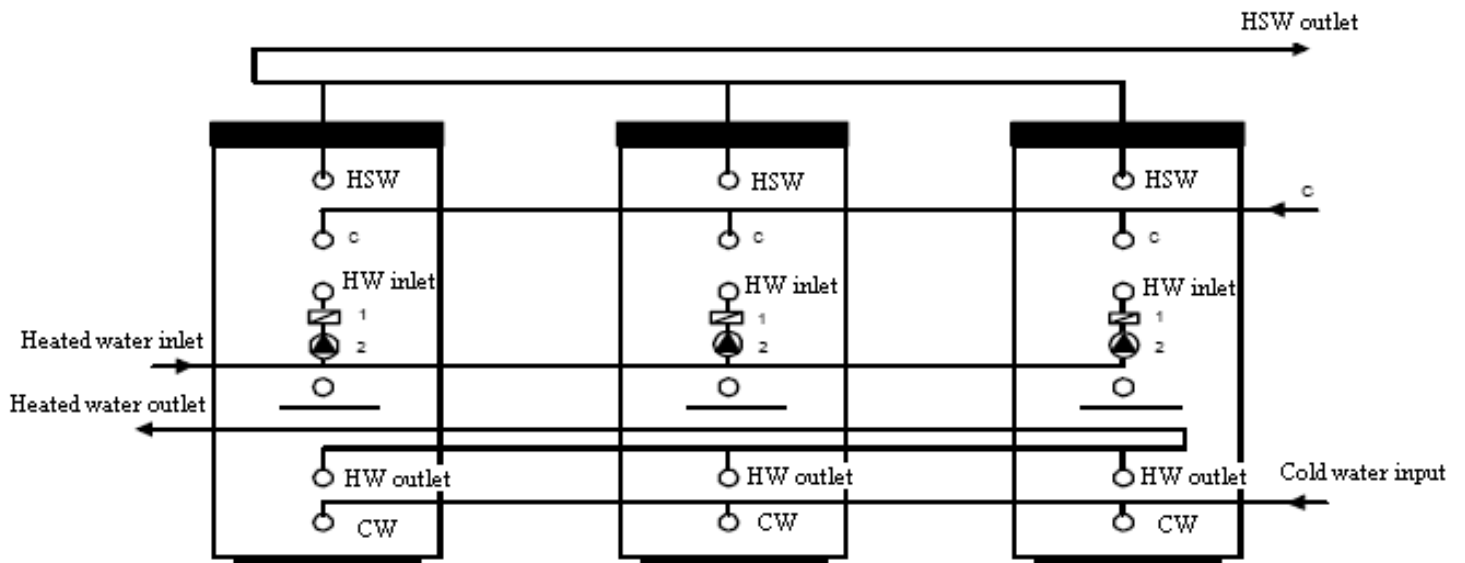 HSW outlet
HSW HSW HSW
C
C C C
HW inlet HW inlet HW inlet
1 1 1
Heated water inlet
2 2 2
Heated water outlet
HW outlet HW outlet HW outlet
Cold water input
CW CW CW